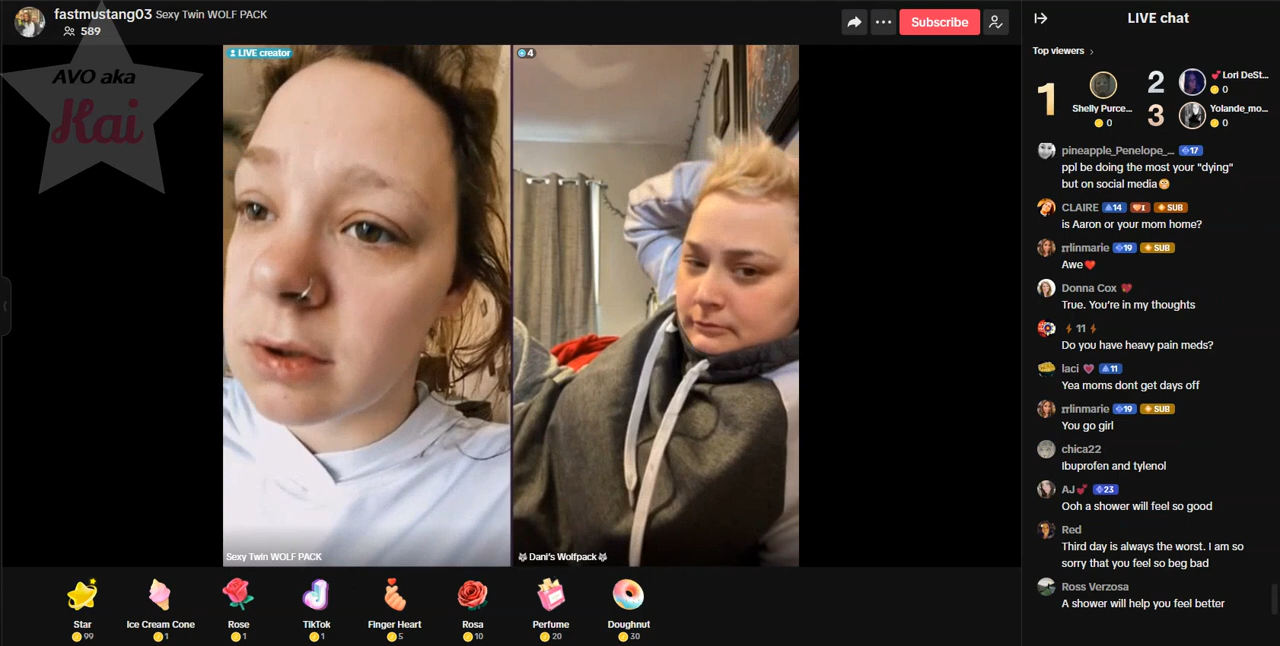 fastmustang03 Sexy Twin WOLF PACK
589
Subscribe
AVO aka
Kai
LIVE creator
4
Sexy Twin WOLF PACK
Dani's Wolfpack
Star
99
Ice Cream Cone
1
Rose
1
TikTok
1
Finger Heart
5
Rosa
10
Perfume
20
Doughnut
30
LIVE chat
Top viewers
1
Shelly Purce...
0
2
Lori DeSt...
0
3
Yolande_mo...
0
pineapple_Penelope_... 17
ppl be doing the most your "dying"
but on social media
CLAIRE 14 I SUB
is Aaron or your mom home?
rrlinmarie 19 SUB
Awe
Donna Cox
True. You're in my thoughts
11
Do you have heavy pain meds?
laci 11
Yea moms dont get days off
rrlinmarie 19 SUB
You go girl
chica22
Ibuprofen and tylenol
AJ 23
Ooh a shower will feel so good
Red
Third day is always the worst. I am so
sorry that you feel so beg bad
Ross Verzosa
A shower will help you feel better